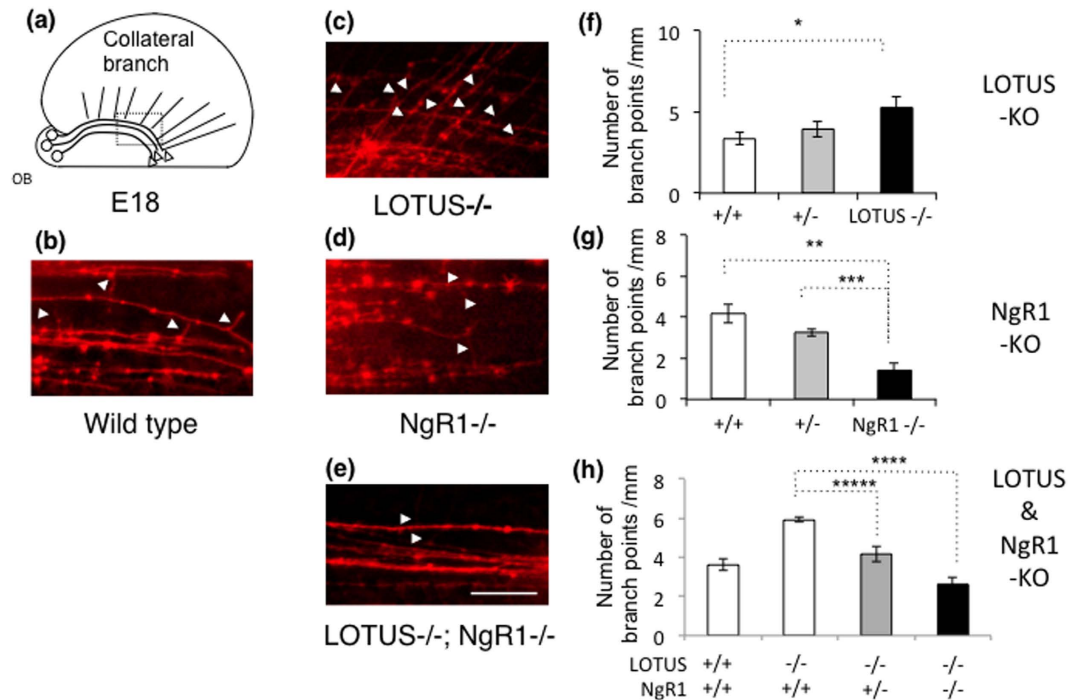 (a)
Collateral
branch
OB
E18
(b)
Wild type
(c)
LOTUS-/-
(d)
NgR1-/-
(e)
LOTUS-/-; NgR1-/-
(f)
Number of
branch points /mm
10
5
0
*
+/+
+/-
LOTUS -/-
LOTUS
-KO
(g)
Number of
branch points /mm
8
6
4
2
0
**
***
+/+
+/-
NgR1 -/-
NgR1
-KO
(h)
Number of
branch points /mm
8
6
4
2
0
****
*****
LOTUS +/+ -/- -/- -/-
NgR1 +/+ +/+ +/- -/-
LOTUS
&
NgR1
-KO